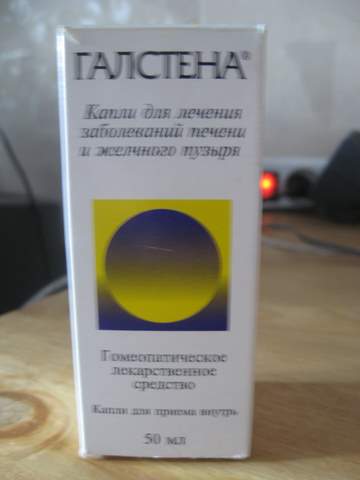 ГАЛСТЕНА®
Капли для лечения
заболеваний печени
и желчного пузыря
Гомеопатическое
лекарственное
средство
Капли для приема внутрь
50 мл